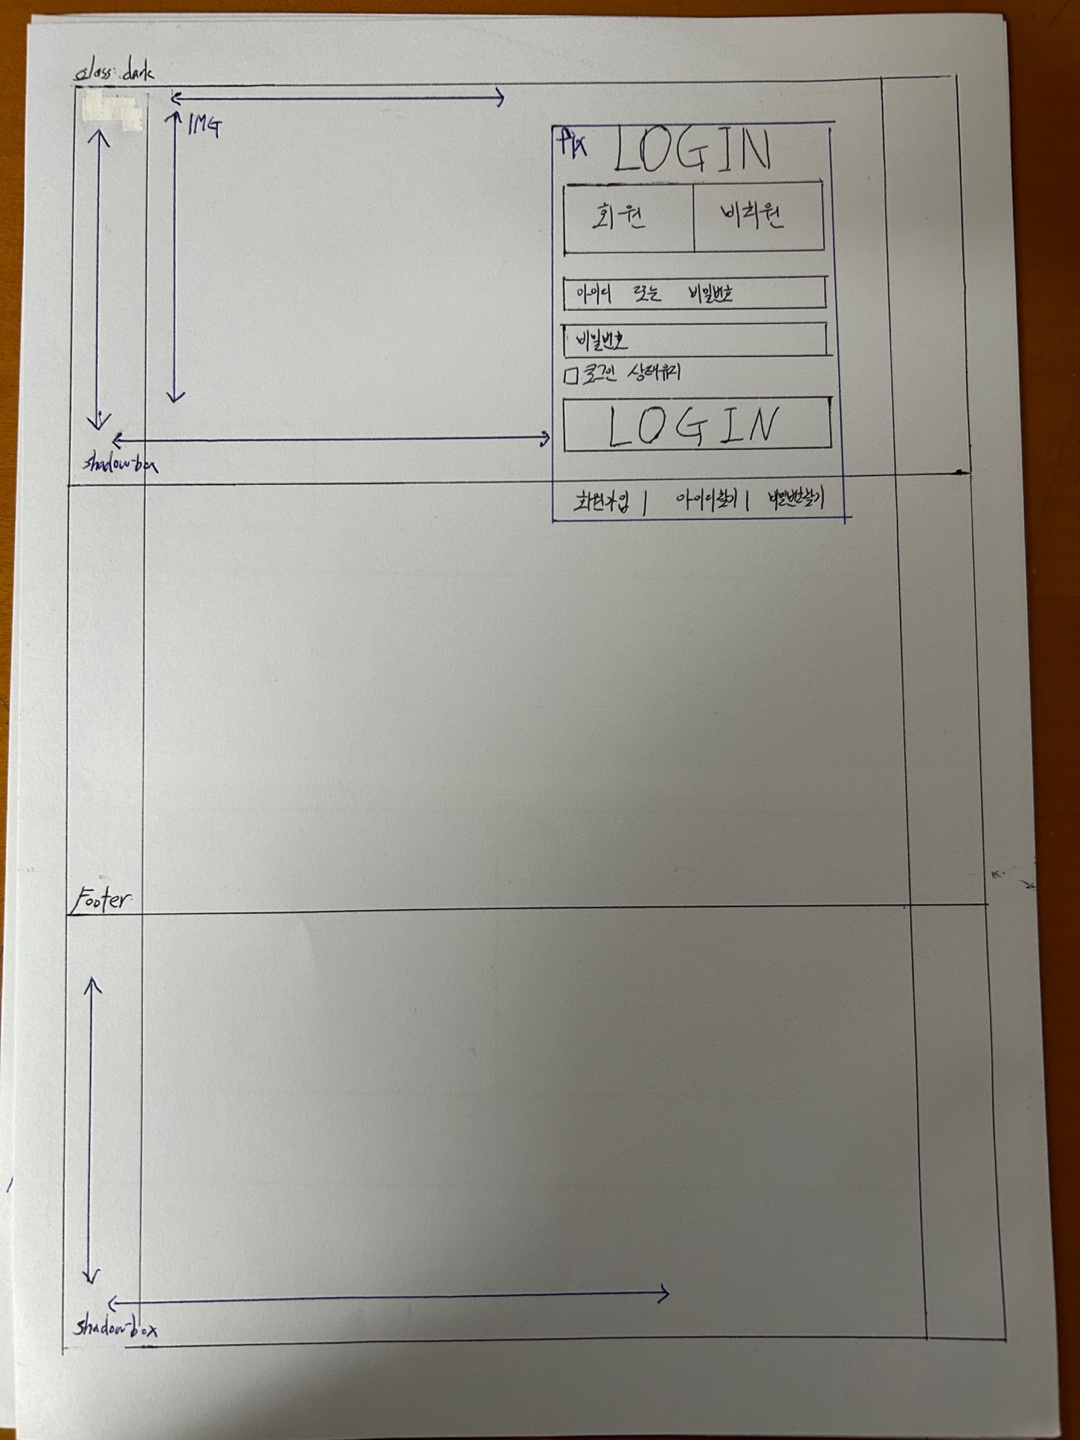 class: dark
IMG
Fix LOGIN
회원 비회원
아이디 또는 비밀번호
비밀번호
로그인 상태유지
LOGIN
shadow-box
회원가입 | 아이디찾기 | 비밀번호찾기
Footer
shadow-box